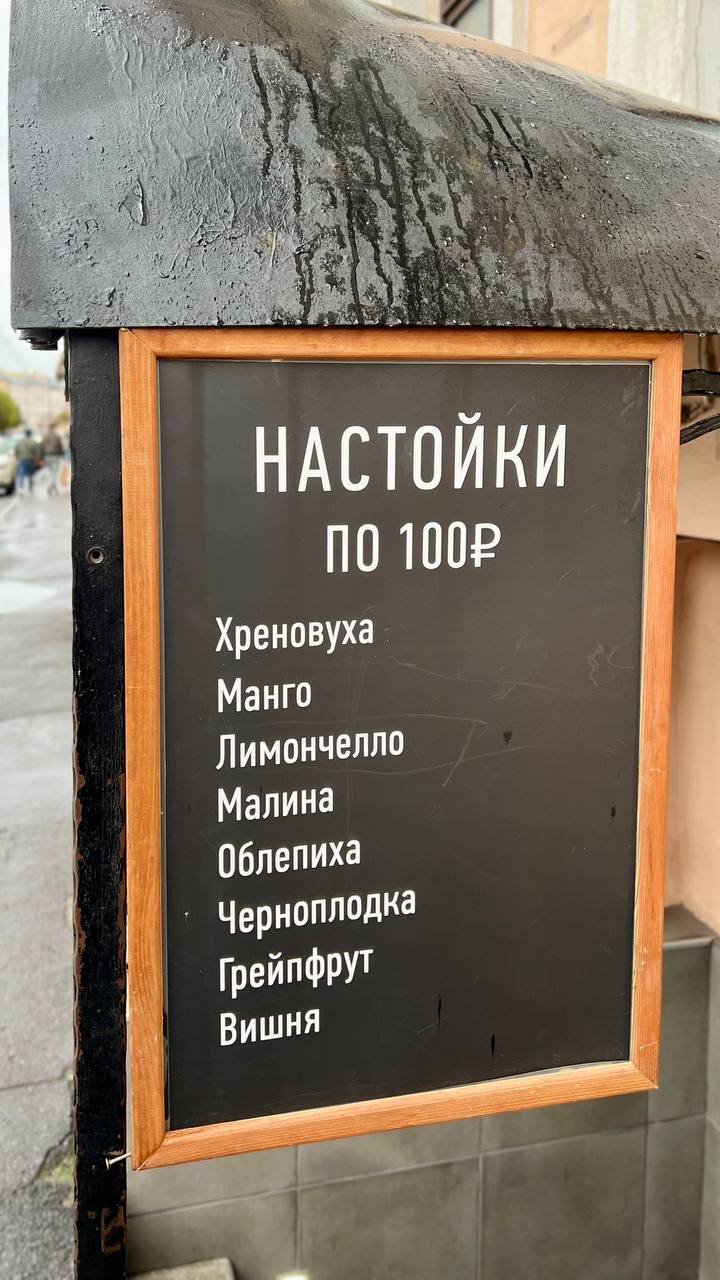 НАСТОЙКИ
ПО 100₽
Хреновуха
Манго
Лимончелло
Малина
Облепиха
Черноплодка
Грейпфрут
Вишня